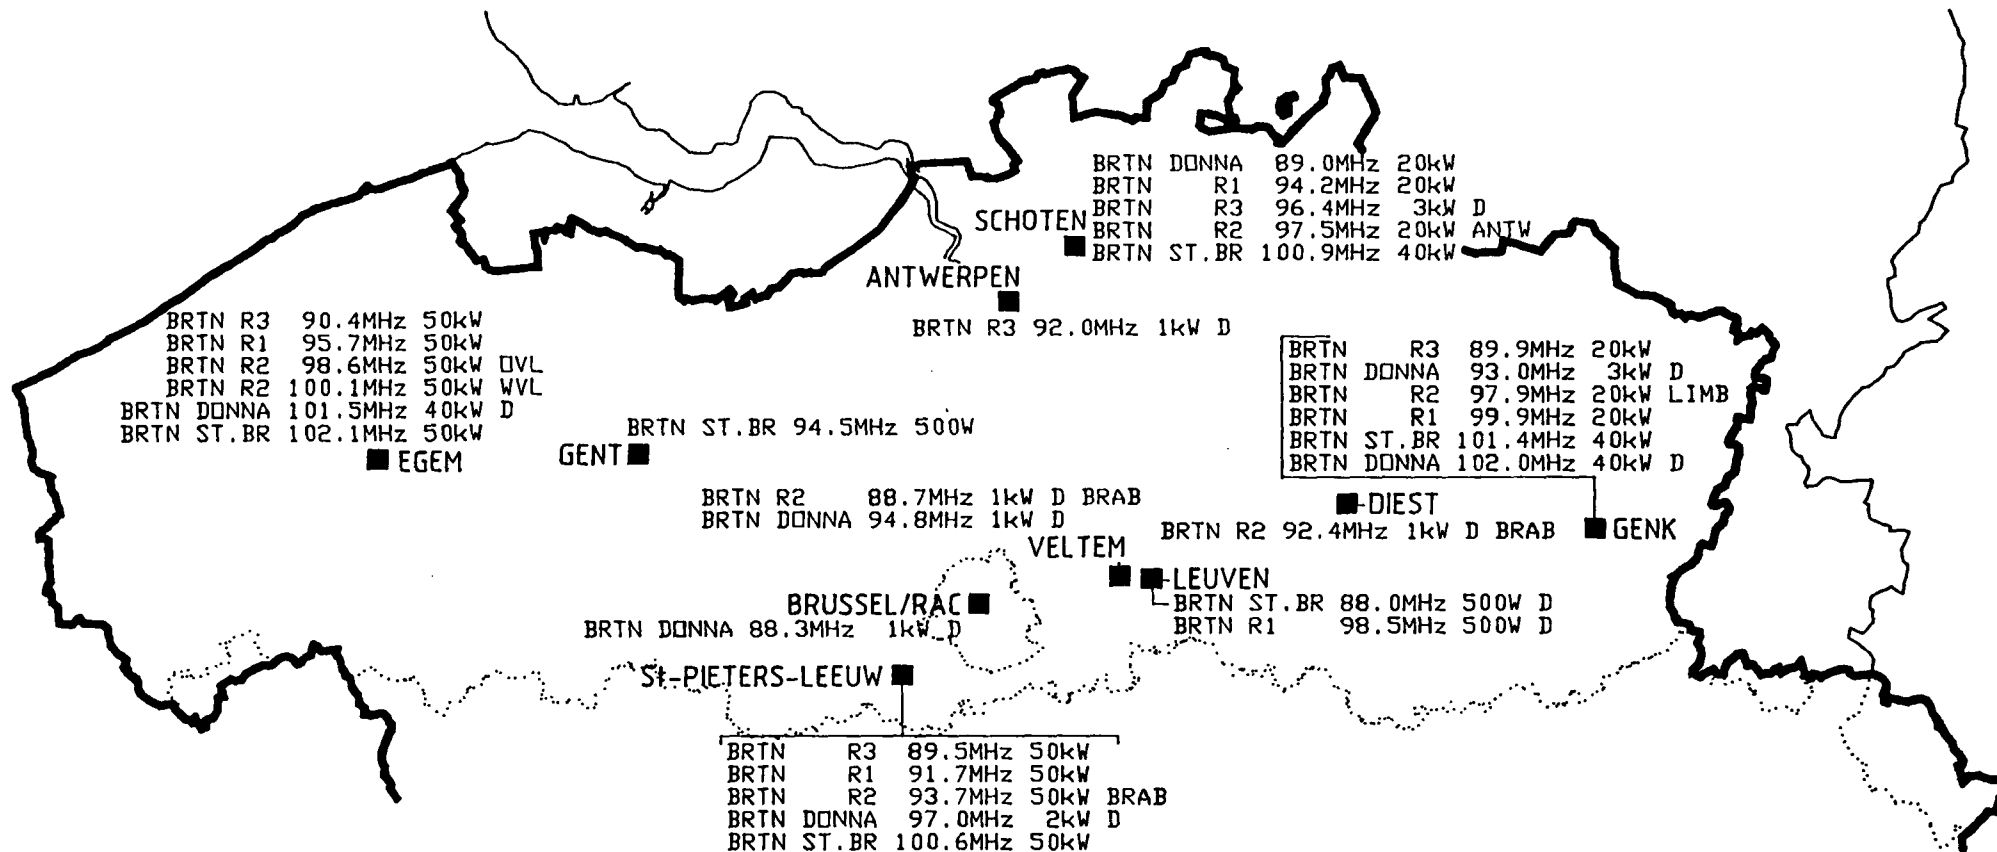 BRTN DONNA 89.0MHz 20kW
BRTN R1 94.2MHz 20kW
BRTN R3 96.4MHz 3kW D
BRTN R2 97.5MHz 20kW ANTW
BRTN ST.BR 100.9MHz 40kW
SCHOTEN
ANTWERPEN
BRTN R3 92.0MHz 1kW D
BRTN R3 90.4MHz 50kW
BRTN R1 95.7MHz 50kW
BRTN R2 98.6MHz 50kW OVL
BRTN R2 100.1MHz 50kW WVL
BRTN DONNA 101.5MHz 40kW D
BRTN ST.BR 102.1MHz 50kW
EGEM
BRTN ST.BR 94.5MHz 500W
GENT
BRTN R3 89.9MHz 20kW
BRTN DONNA 93.0MHz 3kW D
BRTN R2 97.9MHz 20kW LIMB
BRTN R1 99.9MHz 20kW
BRTN ST.BR 101.4MHz 40kW
BRTN DONNA 102.0MHz 40kW D
GENK
DIEST
BRTN R2 92.4MHz 1kW D BRAB
BRTN R2 88.7MHz 1kW D BRAB
BRTN DONNA 94.8MHz 1kW D
VELTEM
LEUVEN
BRTN ST.BR 88.0MHz 500W D
BRTN R1 98.5MHz 500W D
BRUSSEL/RAC
BRTN DONNA 88.3MHz 1kW D
St-PIETERS-LEEUW
BRTN R3 89.5MHz 50kW
BRTN R1 91.7MHz 50kW
BRTN R2 93.7MHz 50kW BRAB
BRTN DONNA 97.0MHz 2kW D
BRTN ST.BR 100.6MHz 50kW